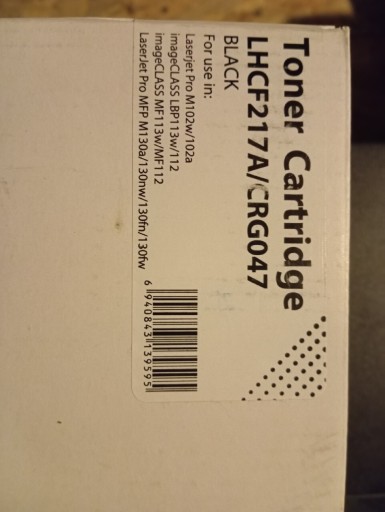 Toner Cartridge
LHCF217A/CRG047
BLACK
For use in:
Laserjet Pro M102w/102a
imageCLASS LBP113w/112
imageCLASS MF113w/MF112
LaserJet Pro MFP M130a/130nw/130fn/130fw
6 940843 139595